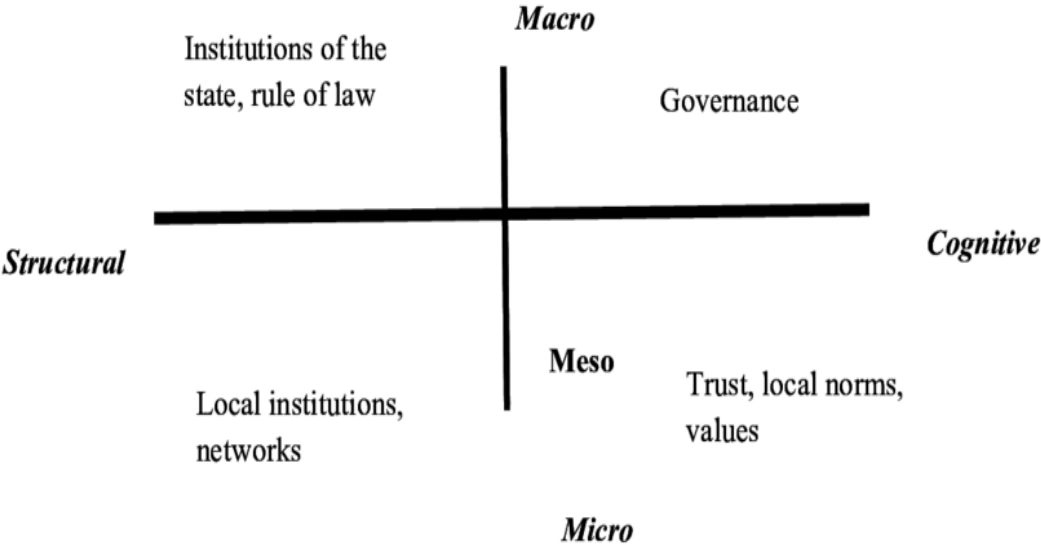 Macro
Institutions of the
state, rule of law
Governance
Structural
Cognitive
Meso
Trust, local norms,
values
Local institutions,
networks
Micro